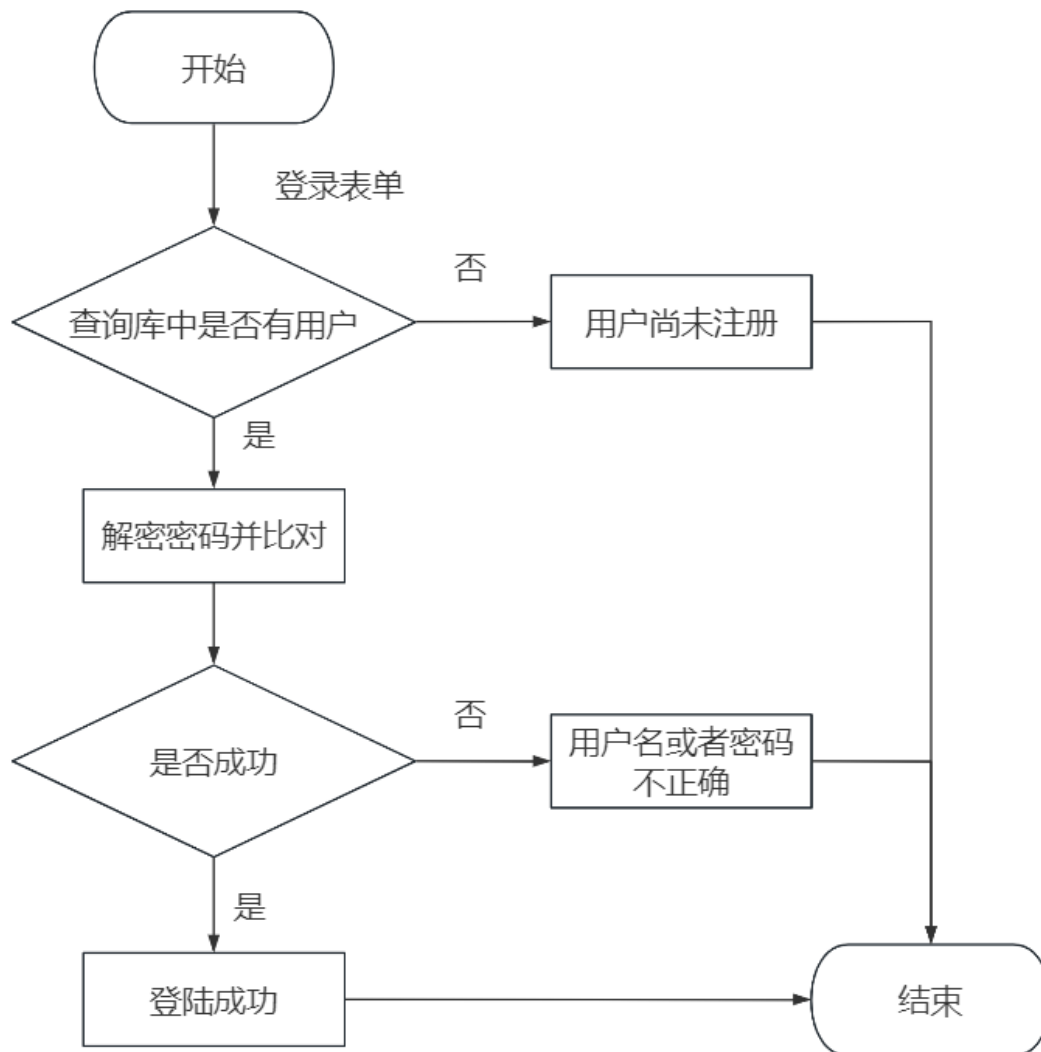 开始
登录表单
否
查询库中是否有用户
用户尚未注册
是
解密密码并比对
否
是否成功
用户名或者密码
不正确
是
登陆成功
结束